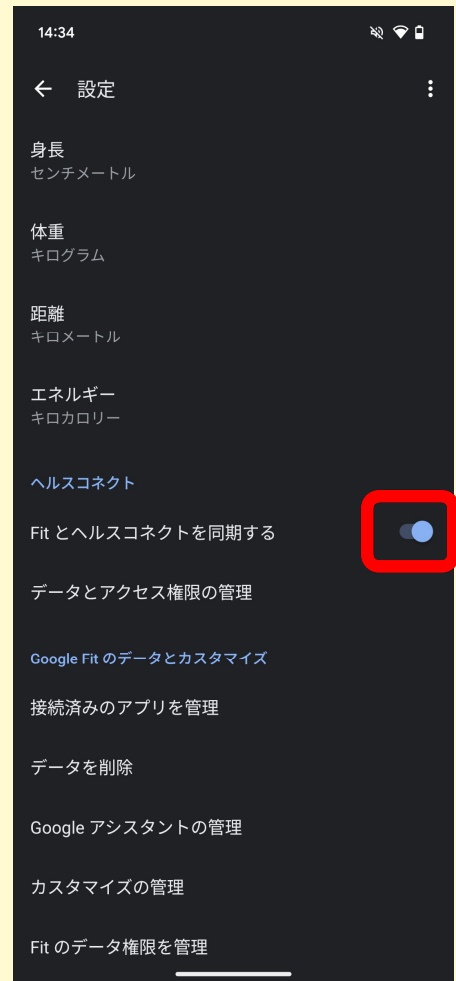 14:34
設定
身長
センチメートル
体重
キログラム
距離
キロメートル
エネルギー
キロカロリー
ヘルスコネクト
Fit とヘルスコネクトを同期する
データとアクセス権限の管理
Google Fit のデータとカスタマイズ
接続済みのアプリを管理
データを削除
Google アシスタントの管理
カスタマイズの管理
Fit のデータ権限を管理